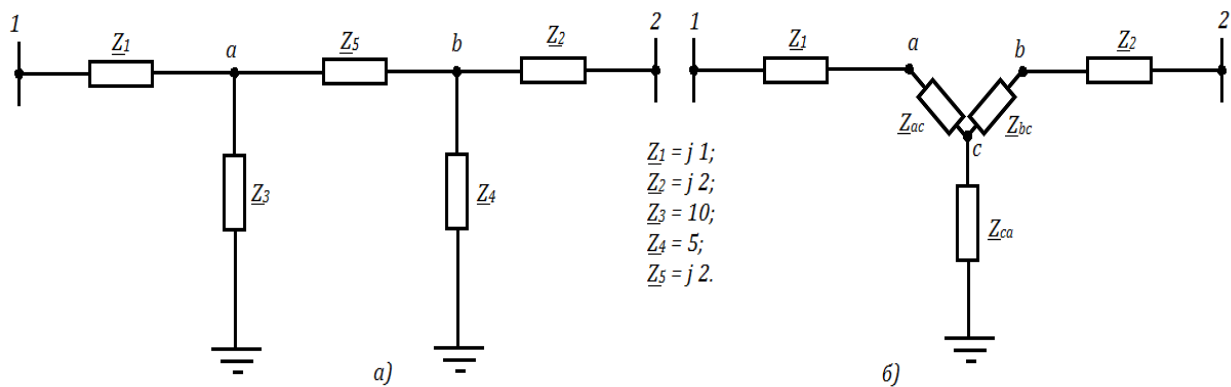 1
Z1
a
Z5
b
Z2
2
Z3
Z4
а)
Z1 = j 1;
Z2 = j 2;
Z3 = 10;
Z4 = 5;
Z5 = j 2.
1
Z1
a
b
Z2
2
Zac
Zbc
c
Zca
б)